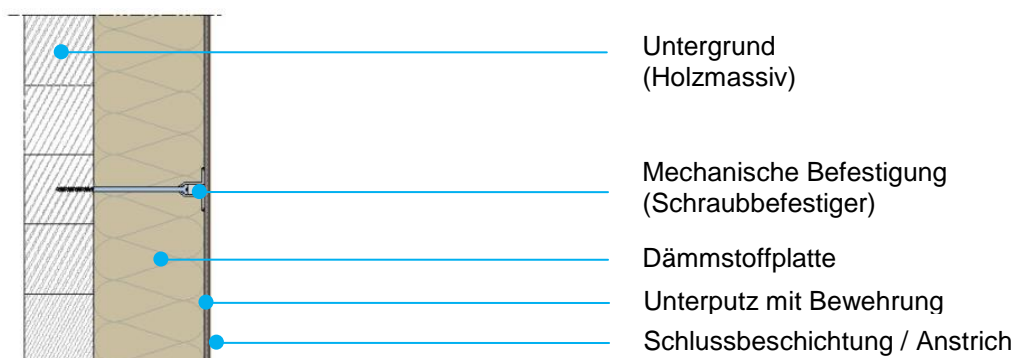 Untergrund
(Holzmassiv)
Mechanische Befestigung
(Schraubbefestiger)
Dämmstoffplatte
Unterputz mit Bewehrung
Schlussbeschichtung / Anstrich